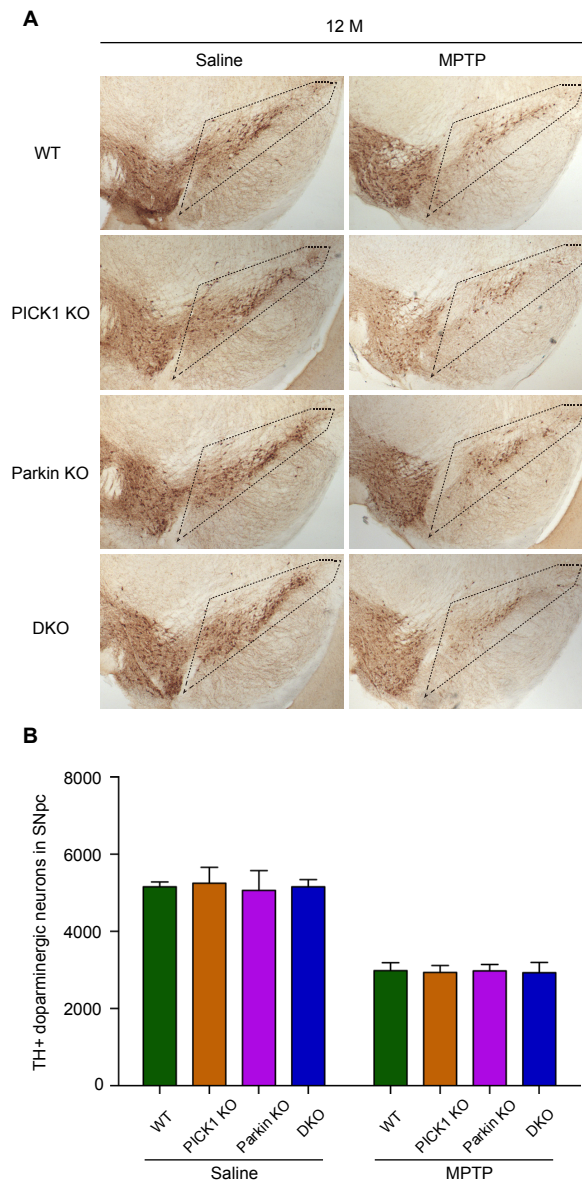 A
12 M
Saline MPTP
WT
PICK1 KO
Parkin KO
DKO
B
TH+ doparminergic neurons in SNpc
8000
6000
4000
2000
0
WT PICK1 KO Parkin KO DKO WT PICK1 KO Parkin KO DKO
Saline MPTP